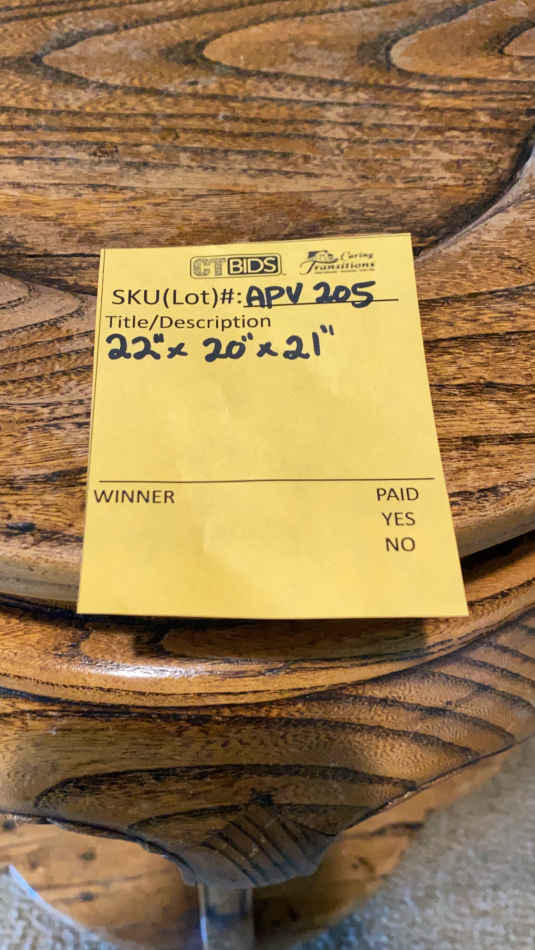 CTBIDS
Caring
Transitions
SKU(Lot)#: APV 205
Title/Description
22" x 20" x 21"
WINNER PAID
YES
NO